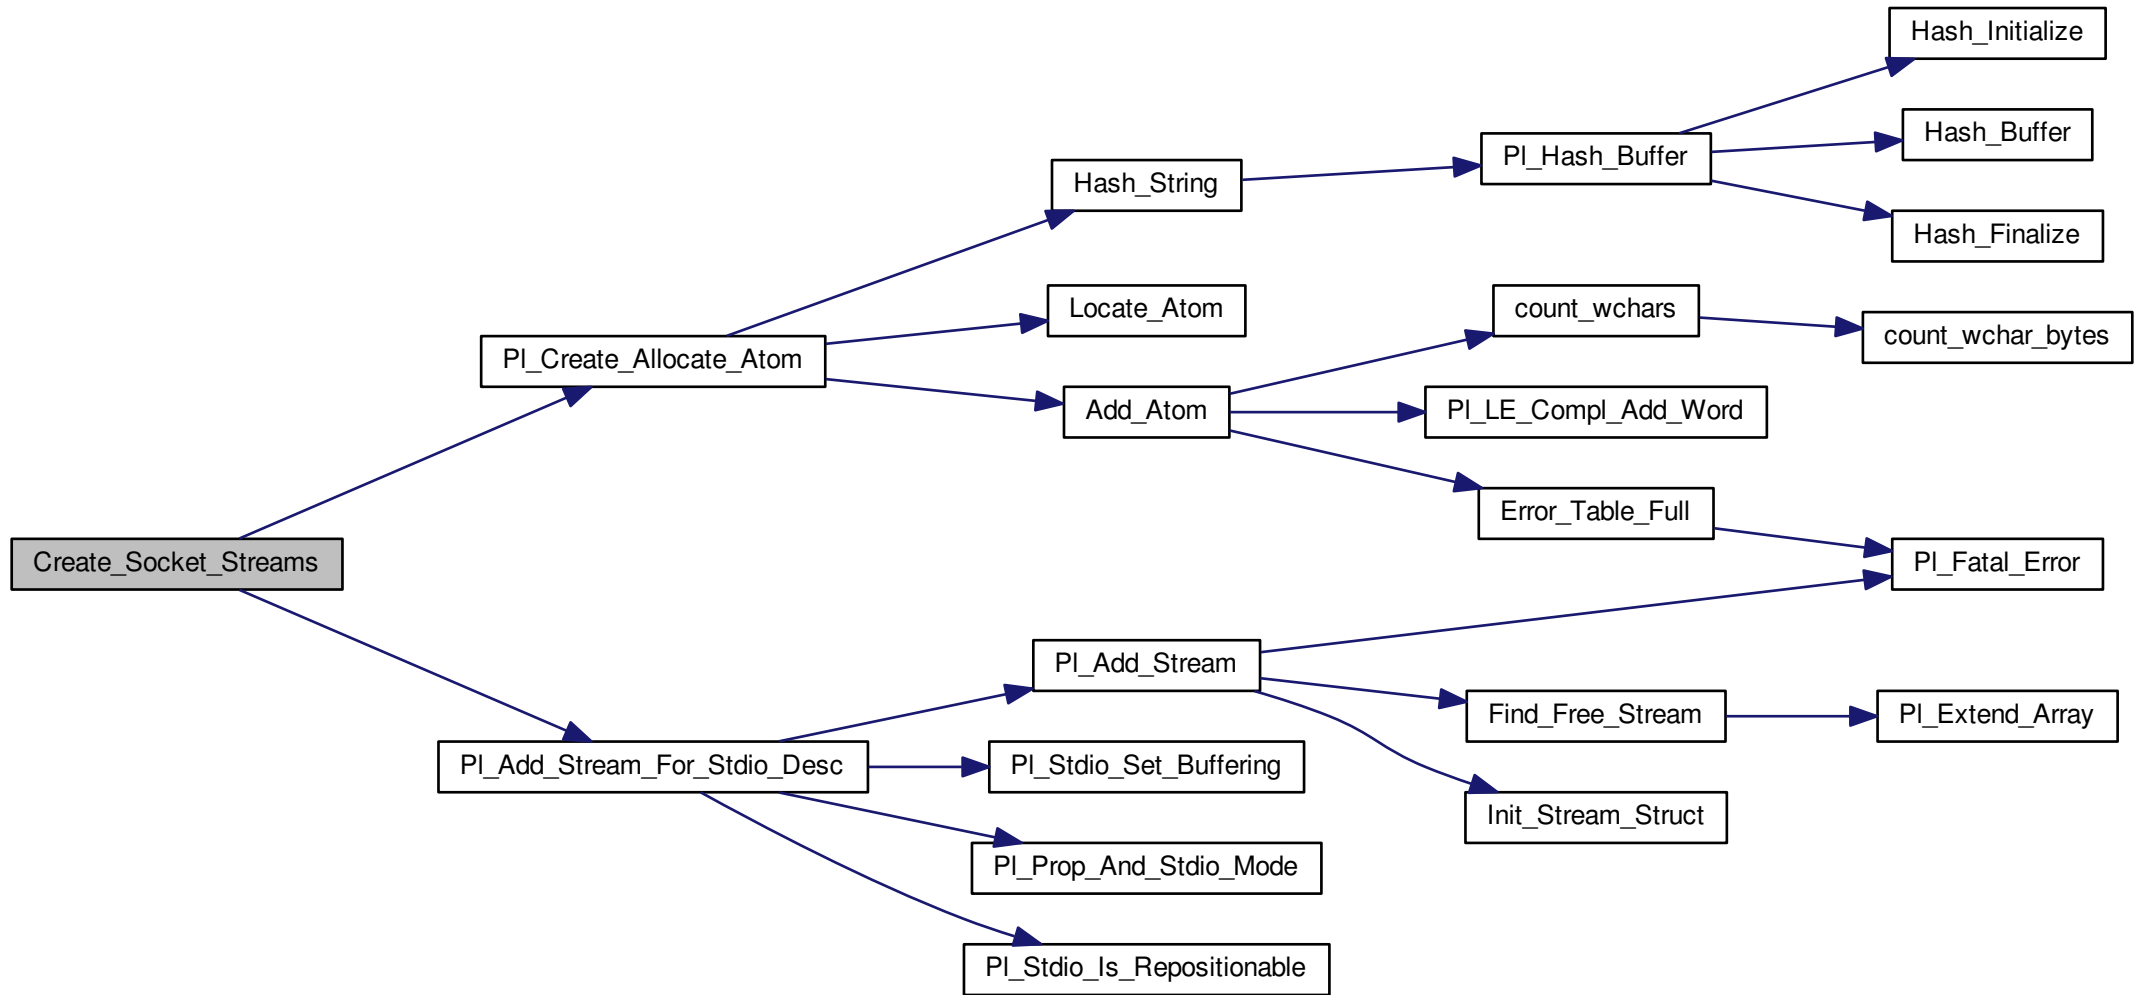 Hash_Initialize
Hash_Buffer
Pl_Hash_Buffer
Hash_String
Hash_Finalize
Locate_Atom
count_wchars
count_wchar_bytes
Pl_Create_Allocate_Atom
Add_Atom
Pl_LE_Compl_Add_Word
Error_Table_Full
Create_Socket_Streams
Pl_Fatal_Error
Pl_Add_Stream
Find_Free_Stream
Pl_Extend_Array
Pl_Add_Stream_For_Stdio_Desc
Pl_Stdio_Set_Buffering
Init_Stream_Struct
Pl_Prop_And_Stdio_Mode
Pl_Stdio_Is_Repositionable